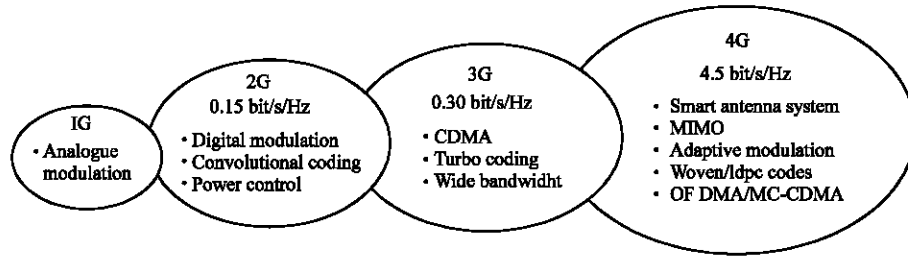 IG
• Analogue
modulation
2G
0.15 bit/s/Hz
• Digital modulation
• Convolutional coding
• Power control
3G
0.30 bit/s/Hz
• CDMA
• Turbo coding
• Wide bandwidht
4G
4.5 bit/s/Hz
• Smart antenna system
• MIMO
• Adaptive modulation
• Woven/ldpc codes
• OF DMA/MC-CDMA